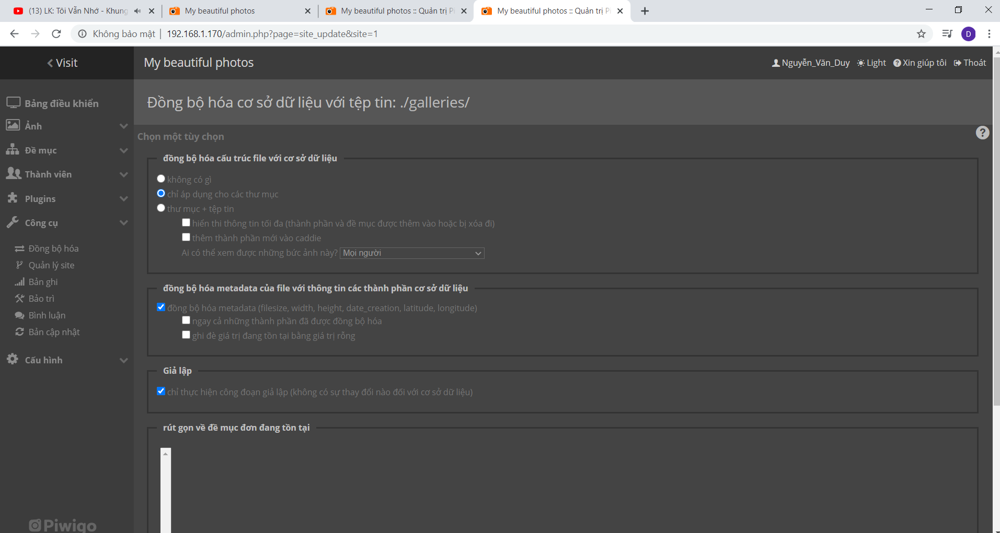 (13) LK: Tôi Vẫn Nhớ - Khung
My beautiful photos
My beautiful photos :: Quản trị Pi
My beautiful photos :: Quản trị Pi
Không bảo mật | 192.168.1.170/admin.php?page=site_update&site=1
D
Visit
My beautiful photos
Nguyễn_Văn_Duy
Light
Xin giúp tôi
Thoát
Bảng điều khiển
Ảnh
Đề mục
Thành viên
Plugins
Công cụ
Đồng bộ hóa
Quản lý site
Bản ghi
Bảo trì
Bình luận
Bản cập nhật
Cấu hình
Piwigo
Đồng bộ hóa cơ sở dữ liệu với tệp tin: ./galleries/
Chọn một tùy chọn
?
đồng bộ hóa cấu trúc file với cơ sở dữ liệu
không có gì
chỉ áp dụng cho các thư mục
thư mục + tệp tin
hiển thi thông tin tối đa (thành phần và đề mục được thêm vào hoặc bị xóa đi)
thêm thành phần mới vào caddie
Ai có thể xem được những bức ảnh này? Mọi người
đồng bộ hóa metadata của file với thông tin các thành phần cơ sở dữ liệu
đồng bộ hóa metadata (filesize, width, height, date_creation, latitude, longitude)
ngay cả những thành phần đã được đồng bộ hóa
ghi đè giá trị đang tồn tại bằng giá trị rỗng
Giả lập
chỉ thực hiện công đoạn giả lập (không có sự thay đổi nào đối với cơ sở dữ liệu)
rút gọn về đề mục đơn đang tồn tại